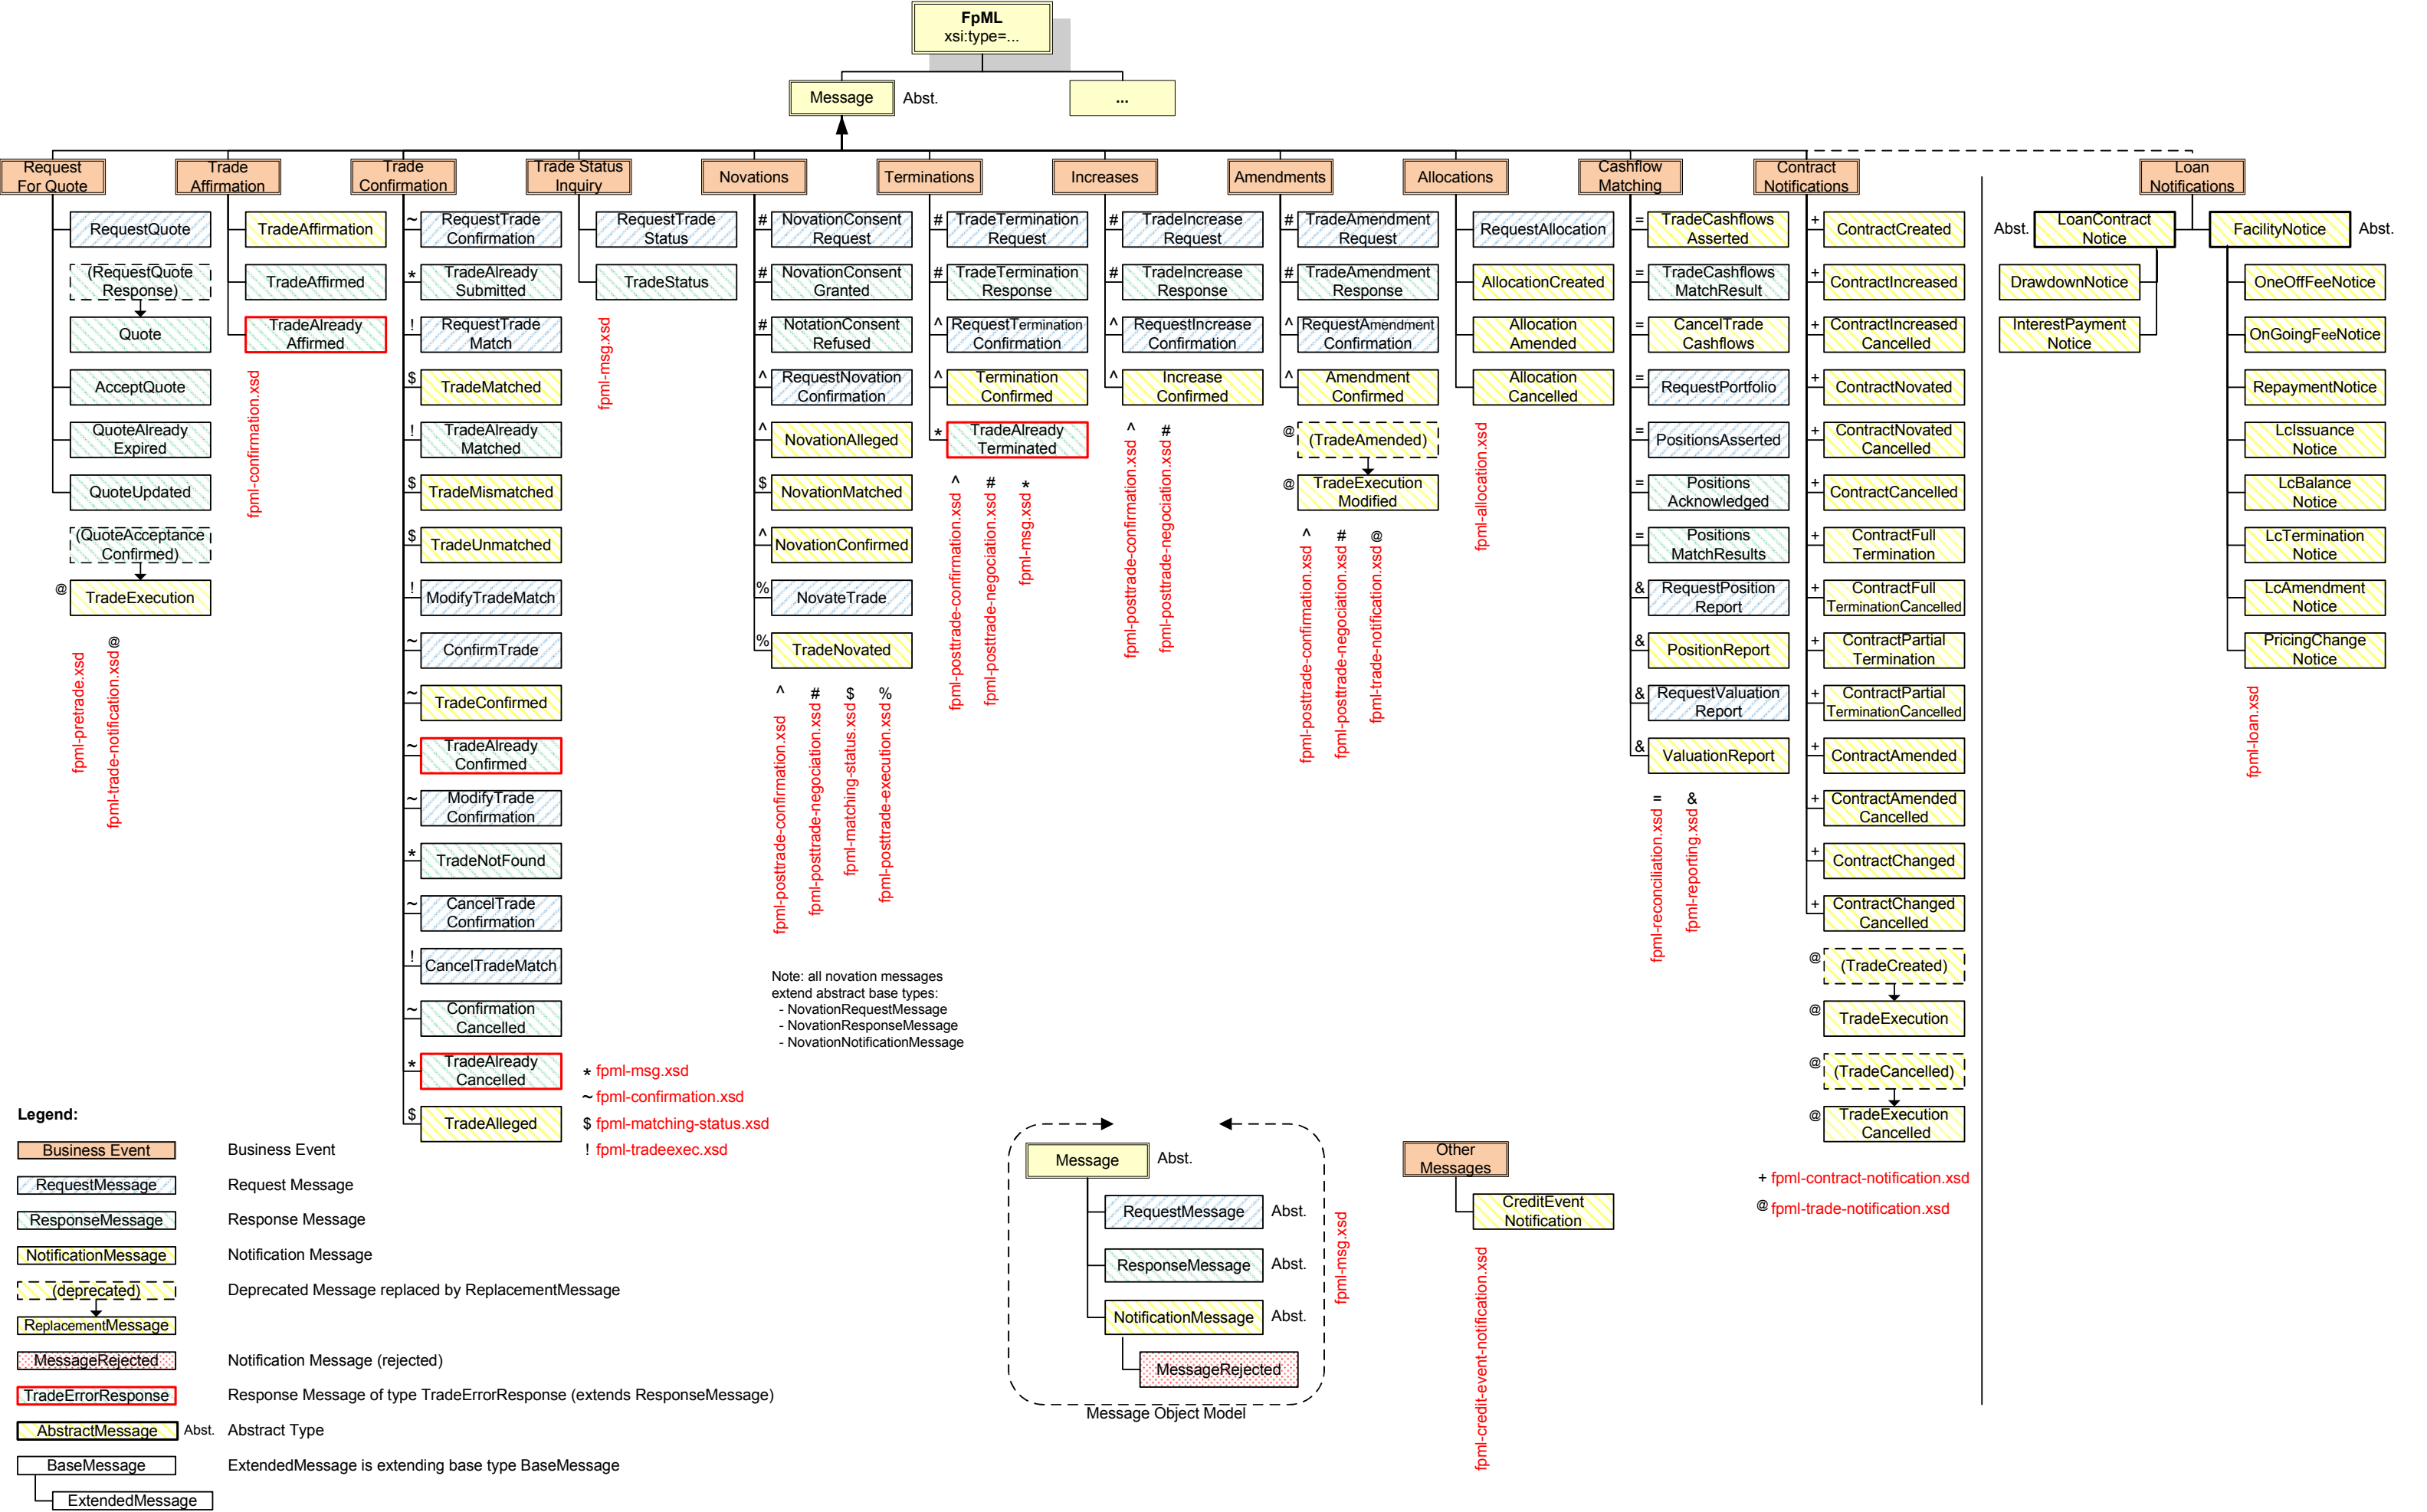 FpML
xsi:type=...
Message
Abst.
...
Request
For Quote
Trade
Affirmation
Trade
Confirmation
Trade Status
Inquiry
Novations
Terminations
Increases
Amendments
Allocations
Cashflow
Matching
Contract
Notifications
Loan
Notifications
RequestQuote
(RequestQuote
Response)
Quote
AcceptQuote
QuoteAlready
Expired
QuoteUpdated
(QuoteAcceptance
Confirmed)
@
TradeExecution
fpml-pretrade.xsd
fpml-trade-notification.xsd @
TradeAffirmation
TradeAffirmed
TradeAlready
Affirmed
fpml-confirmation.xsd
~
RequestTrade
Confirmation
*
TradeAlready
Submitted
!
RequestTrade
Match
$
TradeMatched
!
TradeAlready
Matched
$
TradeMismatched
$
TradeUnmatched
!
ModifyTradeMatch
~
ConfirmTrade
~
TradeConfirmed
~
TradeAlready
Confirmed
~
ModifyTrade
Confirmation
*
TradeNotFound
~
CancelTrade
Confirmation
!
CancelTradeMatch
~
Confirmation
Cancelled
*
TradeAlready
Cancelled
$
TradeAlleged
* fpml-msg.xsd
~ fpml-confirmation.xsd
$ fpml-matching-status.xsd
! fpml-tradeexec.xsd
RequestTrade
Status
TradeStatus
fpml-msg.xsd
#
NovationConsent
Request
#
NovationConsent
Granted
#
NotationConsent
Refused
^
RequestNovation
Confirmation
^
NovationAlleged
$
NovationMatched
^
NovationConfirmed
%
NovateTrade
%
TradeNovated
fpml-posttrade-confirmation.xsd ^
fpml-posttrade-negociation.xsd #
fpml-matching-status.xsd $
fpml-posttrade-execution.xsd %
Note: all novation messages
extend abstract base types:
- NovationRequestMessage
- NovationResponseMessage
- NovationNotificationMessage
#
TradeTermination
Request
#
TradeTermination
Response
^
RequestTermination
Confirmation
^
Termination
Confirmed
*
TradeAlready
Terminated
fpml-posttrade-confirmation.xsd ^
fpml-posttrade-negociation.xsd #
fpml-msg.xsd *
#
TradeIncrease
Request
#
TradeIncrease
Response
^
RequestIncrease
Confirmation
^
Increase
Confirmed
fpml-posttrade-confirmation.xsd ^
fpml-posttrade-negociation.xsd #
#
TradeAmendment
Request
#
TradeAmendment
Response
^
RequestAmendment
Confirmation
^
Amendment
Confirmed
@
(TradeAmended)
@
TradeExecution
Modified
fpml-posttrade-confirmation.xsd ^
fpml-posttrade-negociation.xsd #
fpml-trade-notification.xsd @
RequestAllocation
AllocationCreated
Allocation
Amended
Allocation
Cancelled
fpml-allocation.xsd
=
TradeCashflows
Asserted
=
TradeCashflows
MatchResult
=
CancelTrade
Cashflows
=
RequestPortfolio
=
PositionsAsserted
=
Positions
Acknowledged
=
Positions
MatchResults
&
RequestPosition
Report
&
PositionReport
&
RequestValuation
Report
&
ValuationReport
fpml-reconciliation.xsd =
fpml-reporting.xsd &
+
ContractCreated
+
ContractIncreased
+
ContractIncreased
Cancelled
+
ContractNovated
+
ContractNovated
Cancelled
+
ContractCancelled
+
ContractFull
Termination
+
ContractFull
TerminationCancelled
+
ContractPartial
Termination
+
ContractPartial
TerminationCancelled
+
ContractAmended
+
ContractAmended
Cancelled
+
ContractChanged
+
ContractChanged
Cancelled
@
(TradeCreated)
@
TradeExecution
@
(TradeCancelled)
@
TradeExecution
Cancelled
+ fpml-contract-notification.xsd
@ fpml-trade-notification.xsd
Abst.
LoanContract
Notice
FacilityNotice
Abst.
DrawdownNotice
InterestPayment
Notice
OneOffFeeNotice
OnGoingFeeNotice
RepaymentNotice
LcIssuance
Notice
LcBalance
Notice
LcTermination
Notice
LcAmendment
Notice
PricingChange
Notice
fpml-loan.xsd
Legend:
Business Event
Business Event
RequestMessage
Request Message
ResponseMessage
Response Message
NotificationMessage
Notification Message
(deprecated)
Deprecated Message replaced by ReplacementMessage
ReplacementMessage
MessageRejected
Notification Message (rejected)
TradeErrorResponse
Response Message of type TradeErrorResponse (extends ResponseMessage)
AbstractMessage
Abst.
Abstract Type
BaseMessage
ExtendedMessage is extending base type BaseMessage
ExtendedMessage
Message
Abst.
RequestMessage
Abst.
ResponseMessage
Abst.
NotificationMessage
Abst.
MessageRejected
Message Object Model
fpml-msg.xsd
Other
Messages
CreditEvent
Notification
fpml-credit-event-notification.xsd